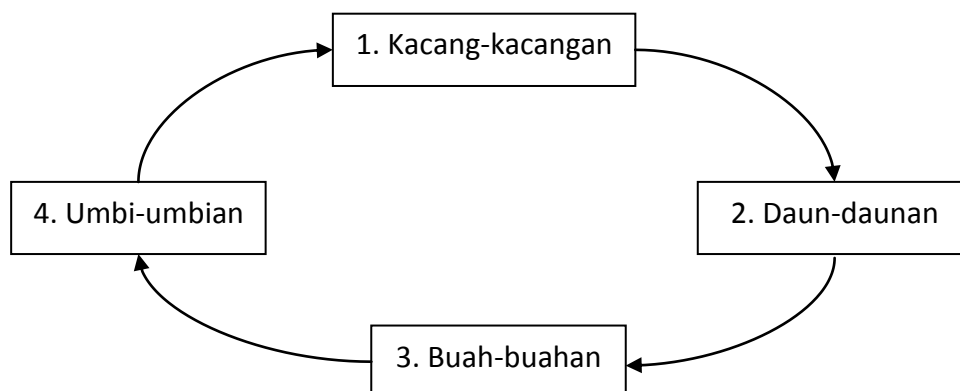 1. Kacang-kacangan
2. Daun-daunan
3. Buah-buahan
4. Umbi-umbian